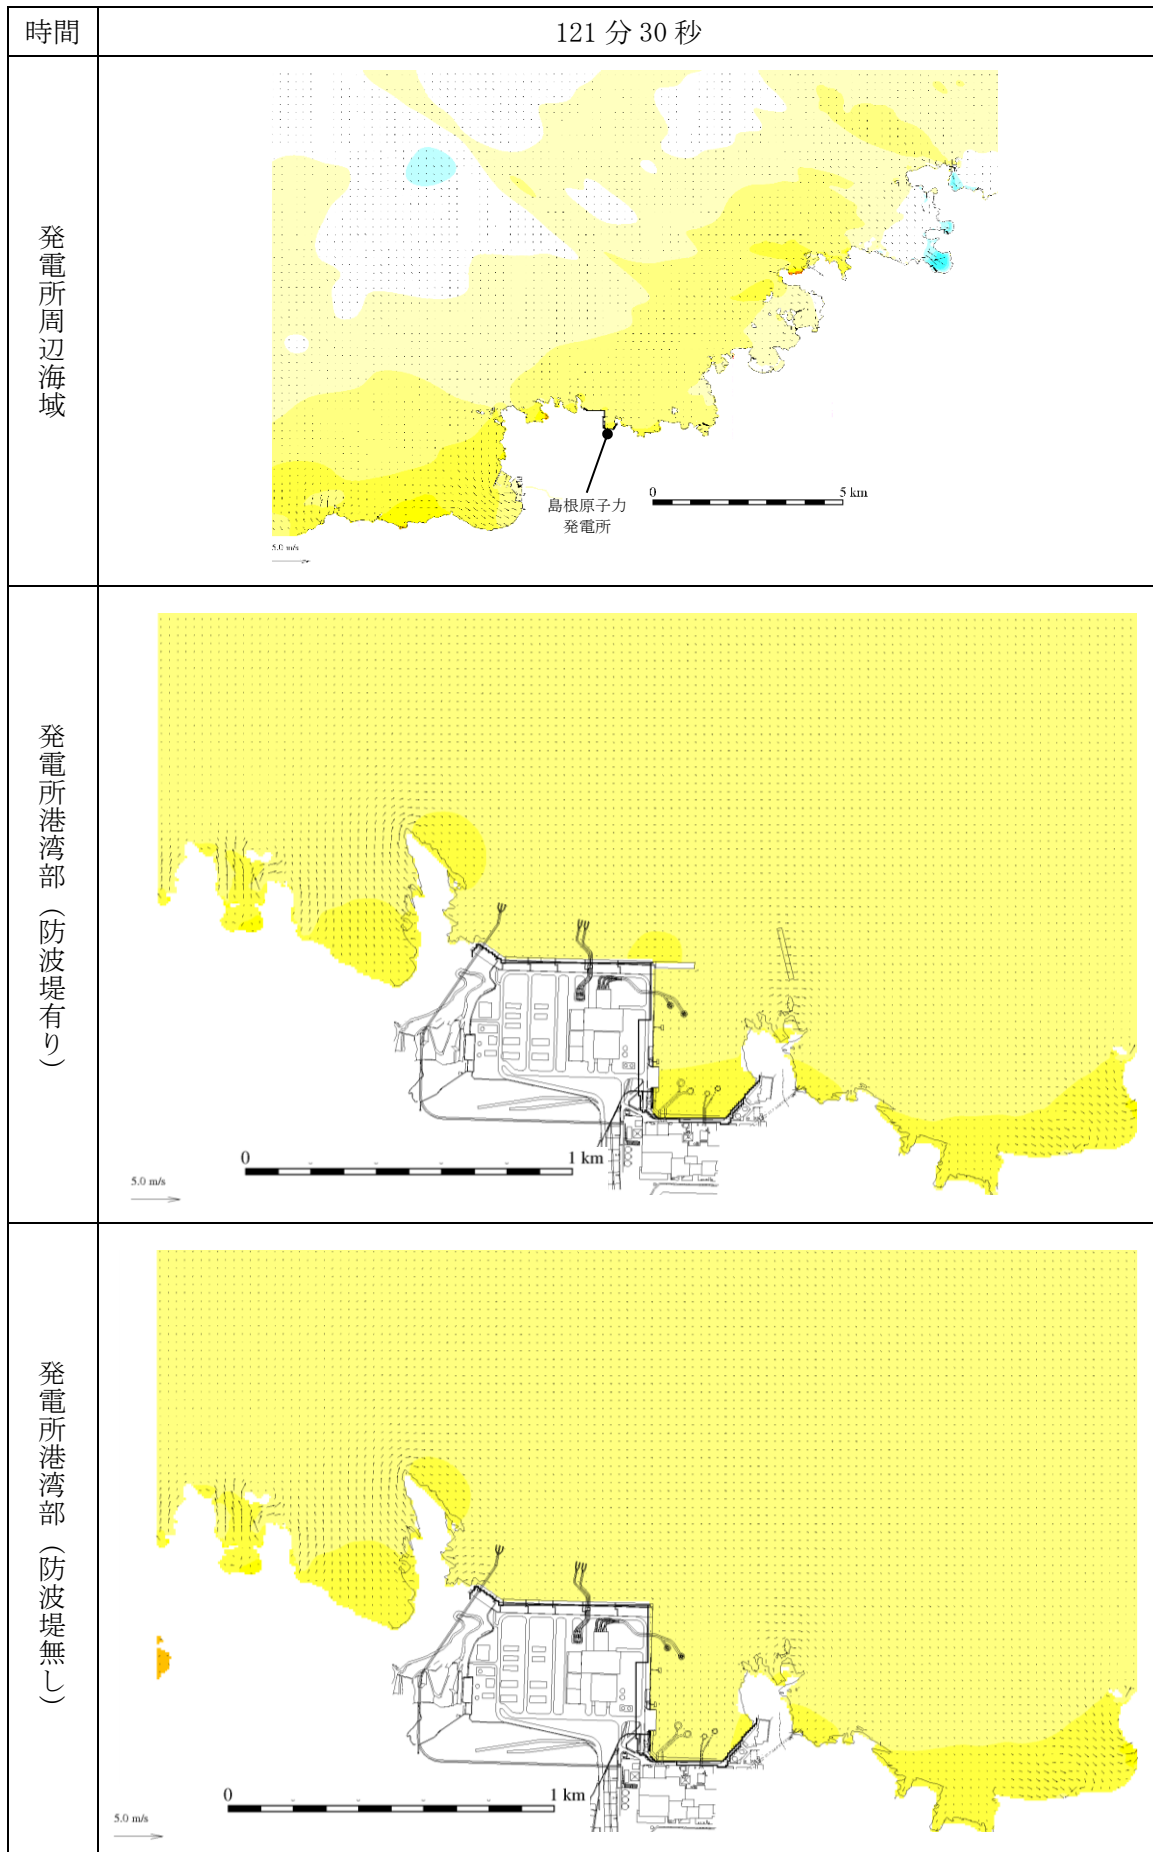 時間
121 分 30 秒
発電所周辺海域
島根原子力
発電所
0
5 km
5.0 m/s
発電所港湾部（防波堤有り）
0
1 km
5.0 m/s
発電所港湾部（防波堤無し）
0
1 km
5.0 m/s